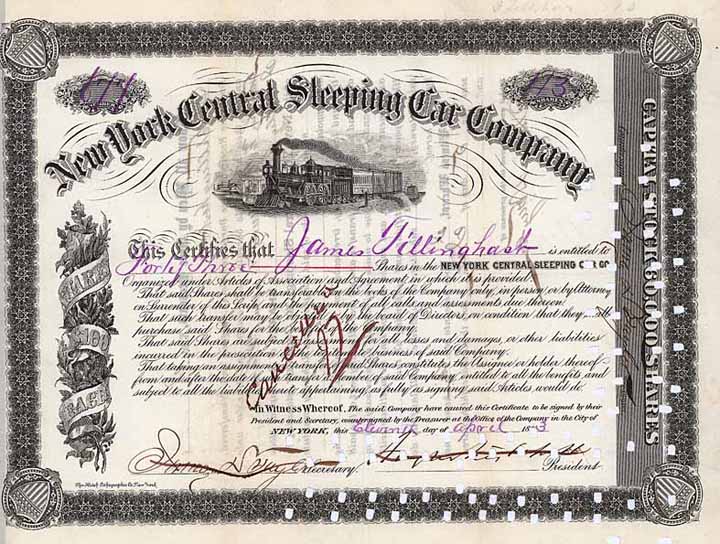 New York Central Sleeping Car Company
This Certifies that James Tillinghast is entitled to
Forty Three Shares in the NEW YORK CENTRAL SLEEPING C
Organized under Articles of Association and Agreement in which it is provided:
That said Shares shall be transferable on the books of the Company only, in person or by Attorney
on Surrender of this Scrip and payment of all calls and assessments due thereon.
That such transfer may be objected by the board of Directors on condition that they
purchase said Shares for the benefit of the Company.
That said Shares are subject to calls for all losses and damages, or other liabilities
incurred in the prosecution of the legitimate business of said Company.
That taking an assignment or transfer of said Shares constitutes the Assignee or holder thereof
from and after the date of such transfer a Member of said Company entitled to all the benefits and
subject to all the liabilities thereto appertaining, as fully as signing said Articles would do.
In Witness Whereof, The said Company have caused this Certificate to be signed by their
President and Secretary, countersigned by the Treasurer at the Office of the Company in the City of
NEW YORK, this Eleventh day of April
Secretary. President.
Cancelled
SHARES
$100
EACH
CAPITAL STOCK 80,000 SHARES